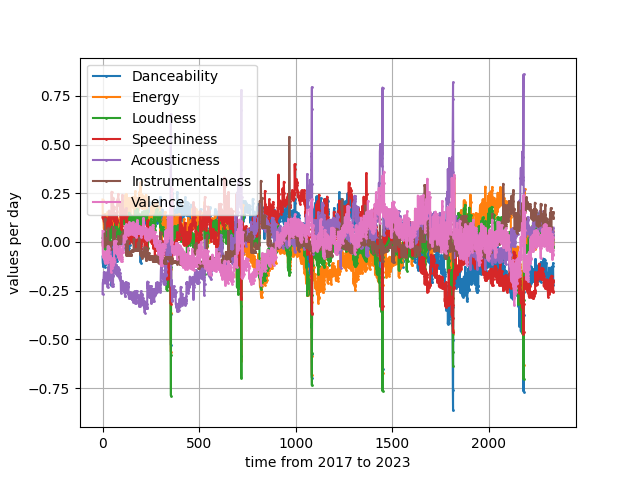 Danceability
Energy
Loudness
Speechiness
Acousticness
Instrumentalness
Valence
values per day
0.75
0.50
0.25
0.00
−0.25
−0.50
−0.75
0
500
1000
1500
2000
time from 2017 to 2023